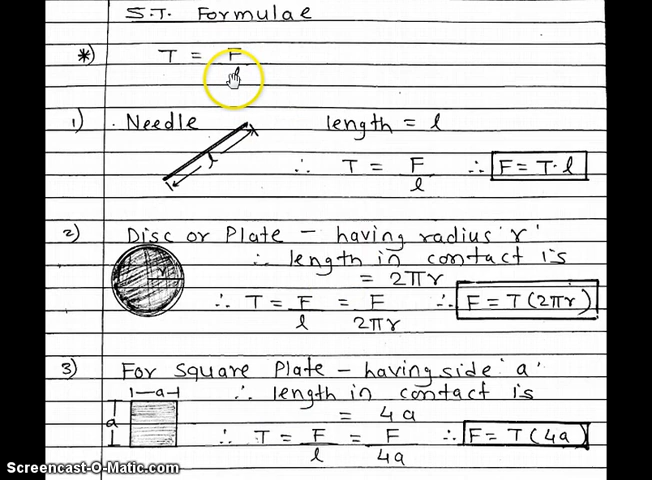 S.T. Formulae
*) T = F/l
1) Needle length = l
l
∴ T = F/l ∴ F = T·l
2) Disc or Plate - having radius 'r'
∴ length in contact is
r
= 2πr
∴ T = F/l = F/2πr ∴ F = T(2πr)
3) For Square Plate - having side 'a'
a ∴ length in contact is
a = 4a
∴ T = F/l = F/4a ∴ F = T(4a)
Screencast-O-Matic.com